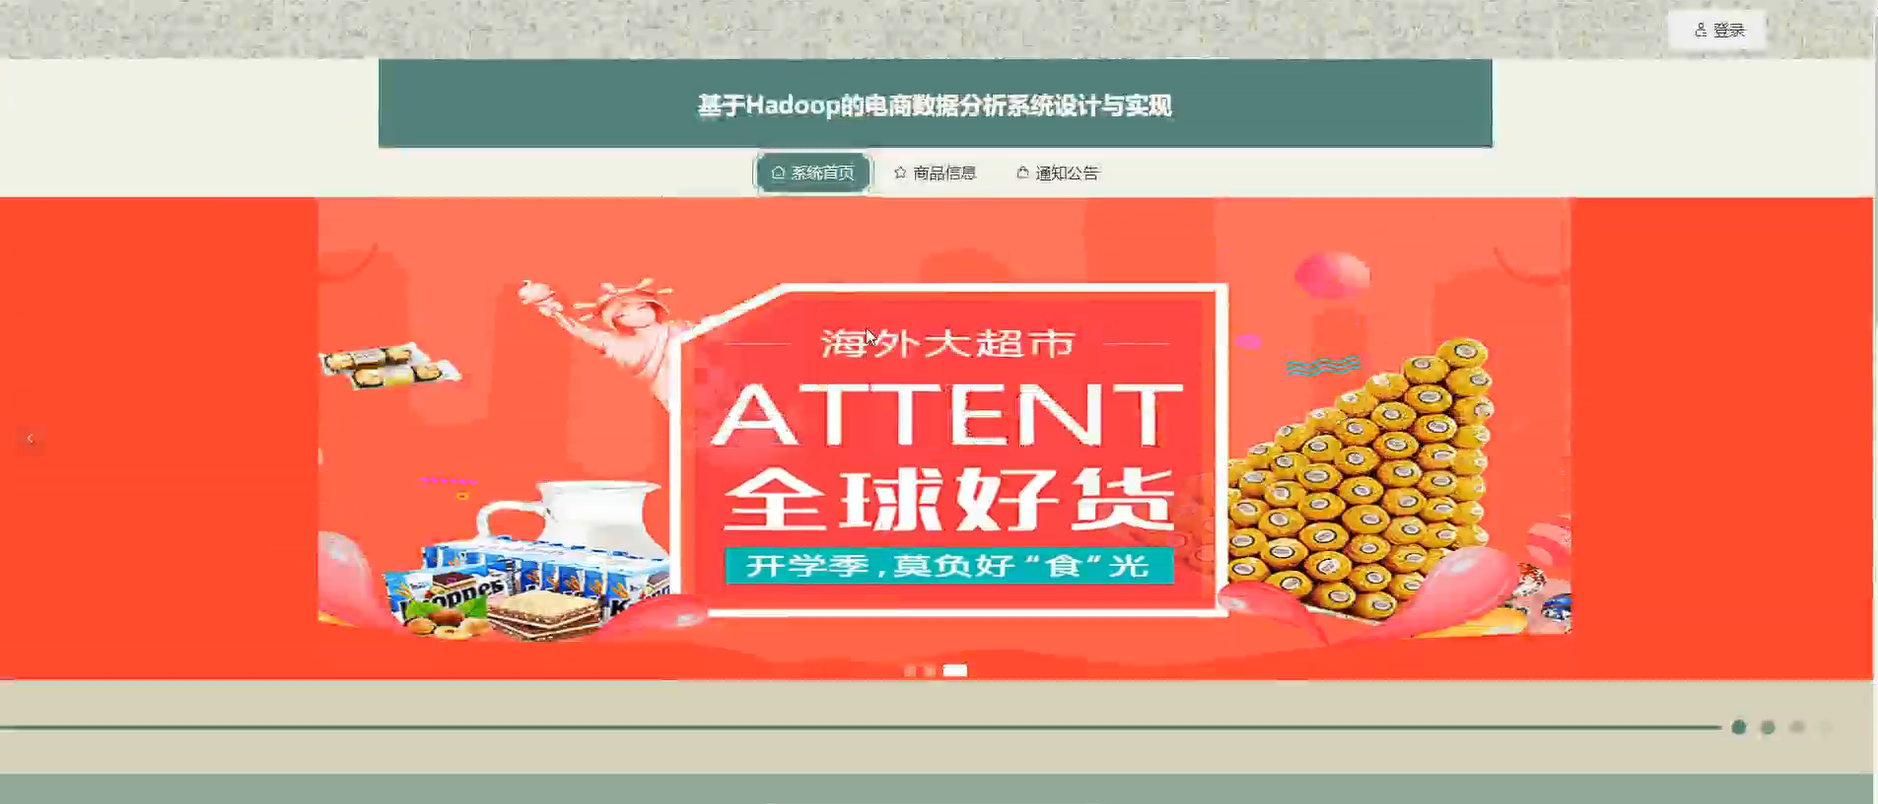 登录
基于Hadoop的电商数据分析系统设计与实现
系统首页 商品信息 通知公告
海外大超市
ATTENT
全球好货
开学季,莫负好“食”光